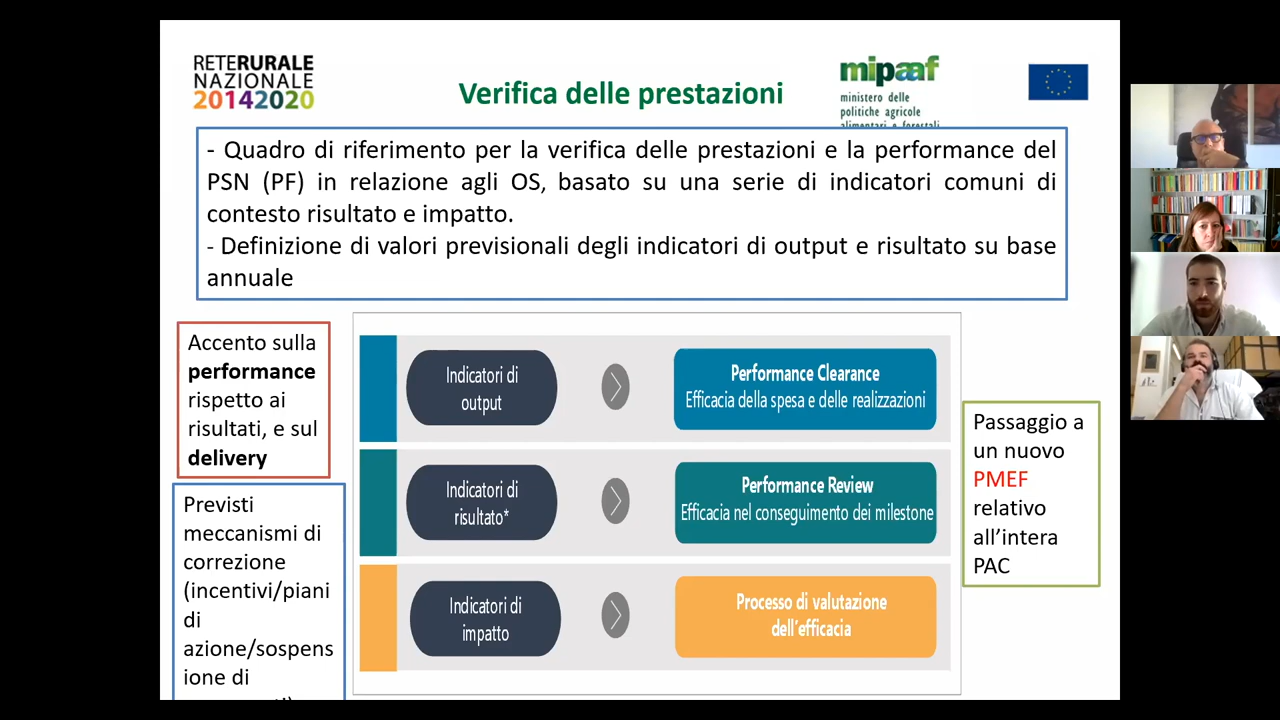 RETERURALE
NAZIONALE
20142020
Verifica delle prestazioni
mipaaf
ministero delle
politiche agricole
alimentari e forestali
- Quadro di riferimento per la verifica delle prestazioni e la performance del
PSN (PF) in relazione agli OS, basato su una serie di indicatori comuni di
contesto risultato e impatto.
- Definizione di valori previsionali degli indicatori di output e risultato su base
annuale
Accento sulla
performance
rispetto ai
risultati, e sul
delivery
Previsti
meccanismi di
correzione
(incentivi/piani
di
azione/sospens
ione di
Indicatori di
output
Performance Clearance
Efficacia della spesa e delle realizzazioni
Indicatori di
risultato*
Performance Review
Efficacia nel conseguimento dei milestone
Indicatori di
impatto
Processo di valutazione
dell'efficacia
Passaggio a
un nuovo
PMEF
relativo
all'intera
PAC